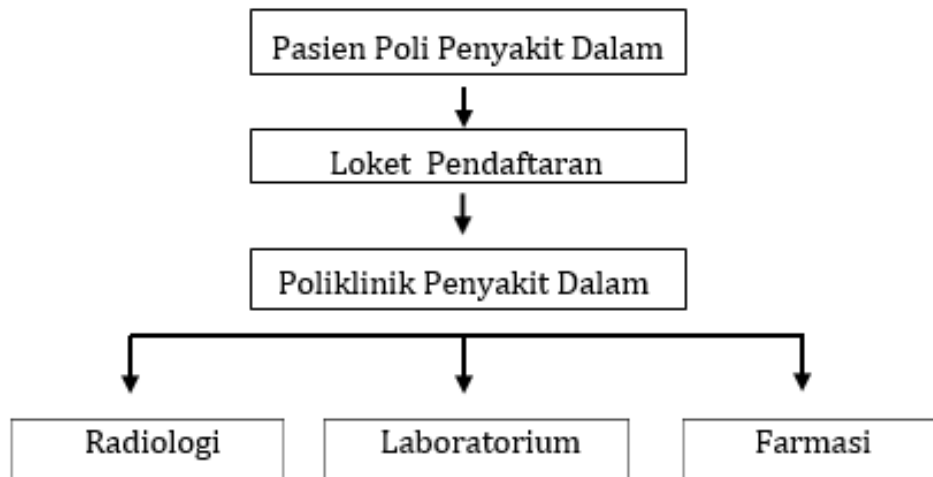 Pasien Poli Penyakit Dalam
Loket Pendaftaran
Poliklinik Penyakit Dalam
Radiologi
Laboratorium
Farmasi